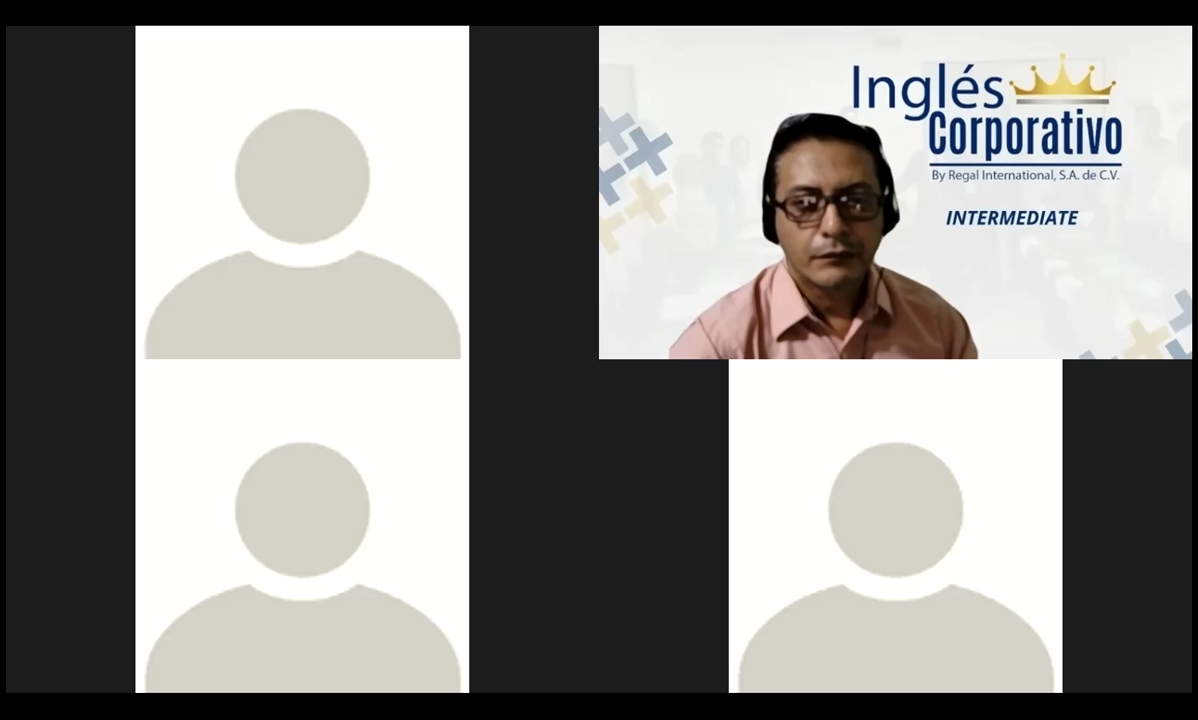 Inglés
Corporativo
By Regal International, S.A. de C.V.
INTERMEDIATE